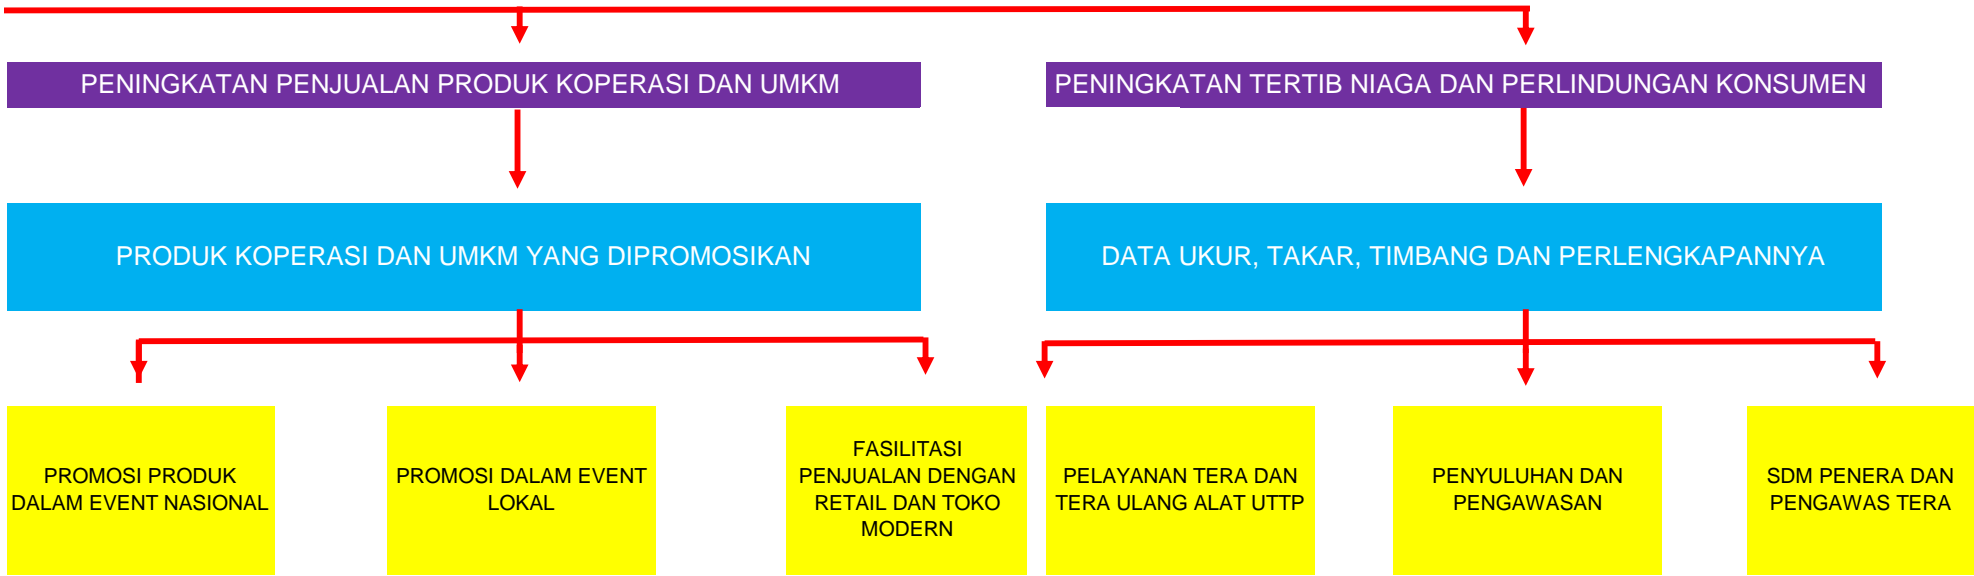 PENINGKATAN PENJUALAN PRODUK KOPERASI DAN UMKM
PENINGKATAN TERTIB NIAGA DAN PERLINDUNGAN KONSUMEN
PRODUK KOPERASI DAN UMKM YANG DIPROMOSIKAN
DATA UKUR, TAKAR, TIMBANG DAN PERLENGKAPANNYA
PROMOSI PRODUK
DALAM EVENT NASIONAL
PROMOSI DALAM EVENT
LOKAL
FASILITASI
PENJUALAN DENGAN
RETAIL DAN TOKO
MODERN
PELAYANAN TERA DAN
TERA ULANG ALAT UTTP
PENYULUHAN DAN
PENGAWASAN
SDM PENERA DAN
PENGAWAS TERA